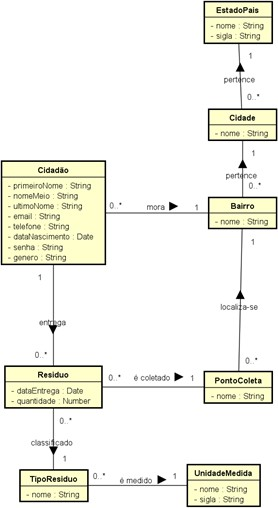 EstadoPais
- nome : String
- sigla : String
1
pertence
0..*
Cidade
- nome : String
1
pertence
0..*
Cidadão
- primeiroNome : String
- nomeMeio : String
- ultimoNome : String
- email : String
- telefone : String
- dataNascimento : Date
- senha : String
- genero : String
0..*
mora
1
Bairro
- nome : String
1
1
entrega
0..*
localiza-se
0..*
Residuo
- dataEntrega : Date
- quantidade : Number
0..*
é coletado
1
PontoColeta
- nome : String
0..*
classificado
1
TipoResiduo
- nome : String
0..*
é medido
1
UnidadeMedida
- nome : String
- sigla : String